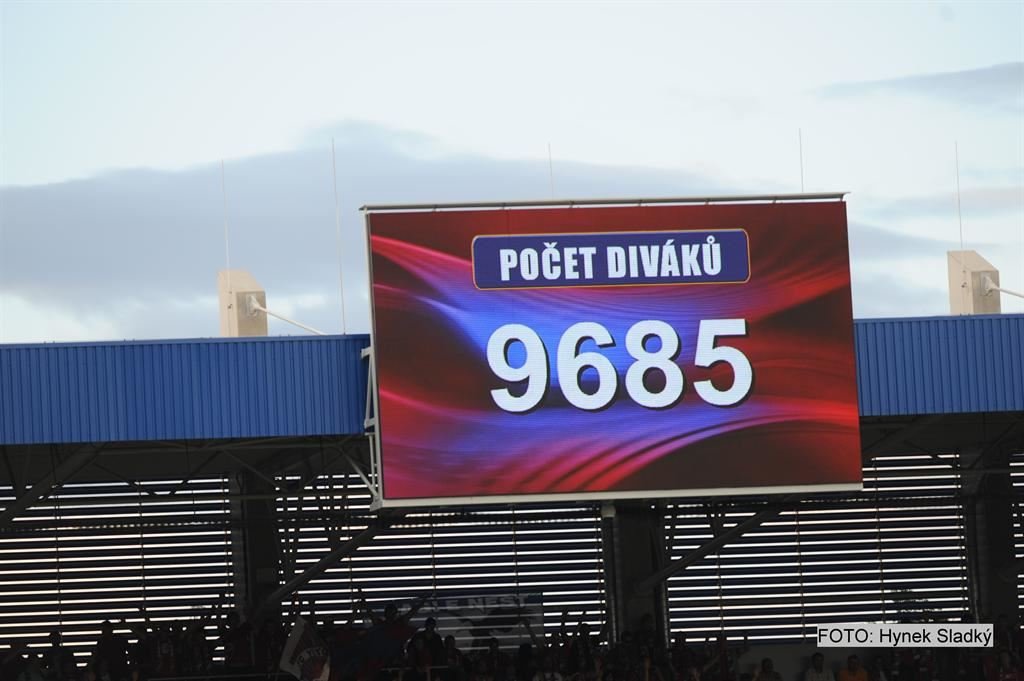 POČET DIVÁKŮ
9685
FOTO: Hynek Sladký